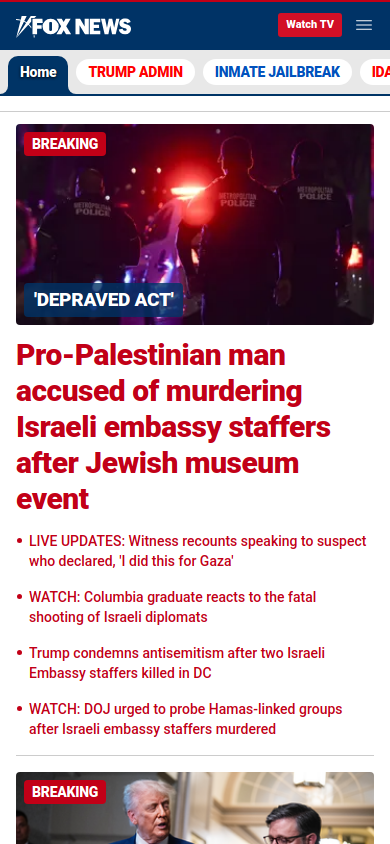 FOX NEWS
Watch TV
Home
TRUMP ADMIN
INMATE JAILBREAK
IDA
BREAKING
METROPOLITAN
POLICE
METROPOLITAN
POLICE
METROPOLITAN
POLICE
'DEPRAVED ACT'
Pro-Palestinian man
accused of murdering
Israeli embassy staffers
after Jewish museum
event
• LIVE UPDATES: Witness recounts speaking to suspect
who declared, 'I did this for Gaza'
• WATCH: Columbia graduate reacts to the fatal
shooting of Israeli diplomats
• Trump condemns antisemitism after two Israeli
Embassy staffers killed in DC
• WATCH: DOJ urged to probe Hamas-linked groups
after Israeli embassy staffers murdered
BREAKING